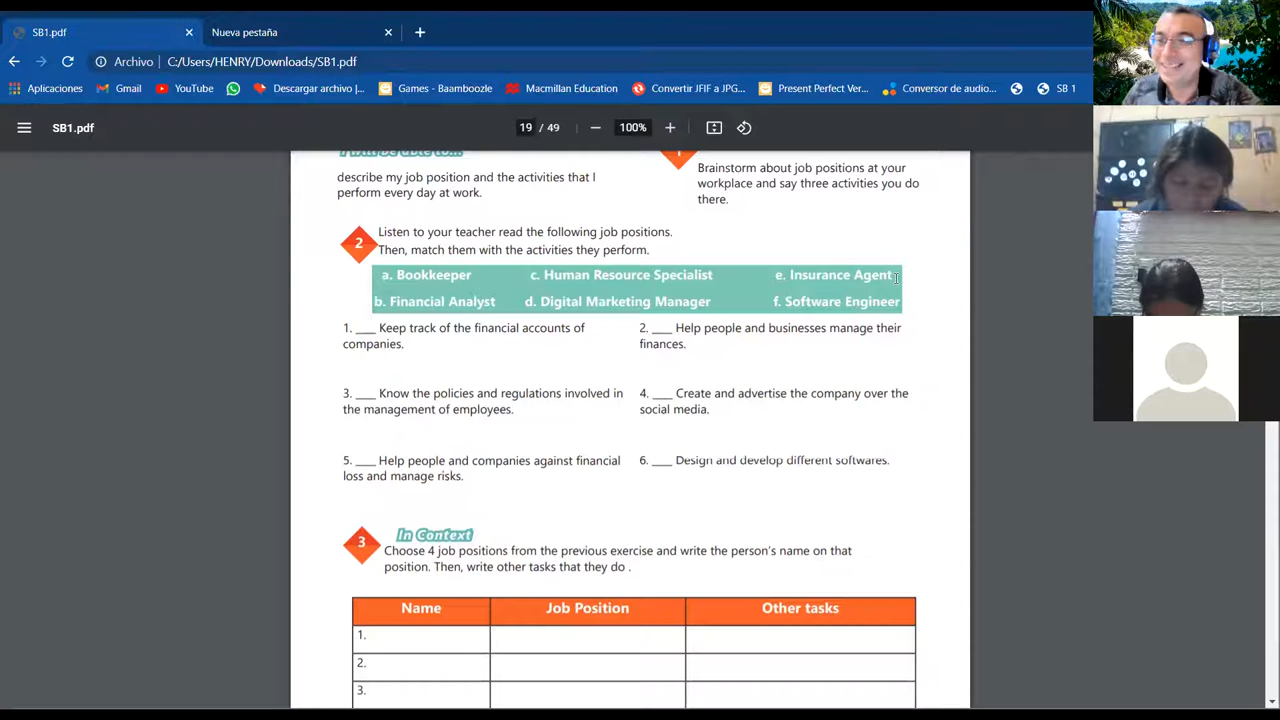 SB1.pdf
Nueva pestaña
Archivo C:/Users/HENRY/Downloads/SB1.pdf
Aplicaciones Gmail YouTube Descargar archivo |... Games - Baamboozle Macmillan Education Convertir JFIF a JPG... Present Perfect Ver... Conversor de audio... SB 1
SB1.pdf 19 / 49 100%
I will be able to...
describe my job position and the activities that I
perform every day at work.
1
Brainstorm about job positions at your
workplace and say three activities you do
there.
2
Listen to your teacher read the following job positions.
Then, match them with the activities they perform.
a. Bookkeeper c. Human Resource Specialist e. Insurance Agent
b. Financial Analyst d. Digital Marketing Manager f. Software Engineer
1. ___ Keep track of the financial accounts of
companies.
2. ___ Help people and businesses manage their
finances.
3. ___ Know the policies and regulations involved in
the management of employees.
4. ___ Create and advertise the company over the
social media.
5. ___ Help people and companies against financial
loss and manage risks.
6. ___ Design and develop different softwares.
3
In Context
Choose 4 job positions from the previous exercise and write the person's name on that
position. Then, write other tasks that they do .
Name Job Position Other tasks
1.
2.
3.